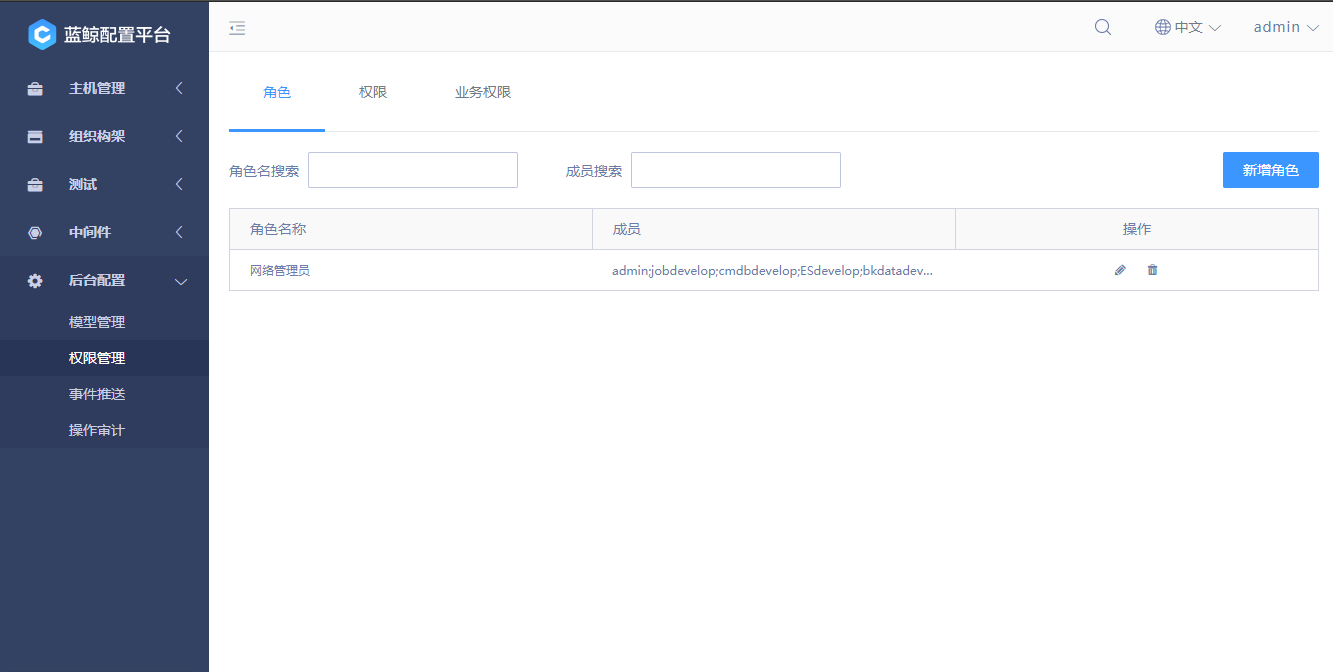 蓝鲸配置平台
主机管理
组织构架
测试
中间件
后台配置
模型管理
权限管理
事件推送
操作审计
中文
admin
角色 权限 业务权限
角色名搜索 成员搜索 新增角色
角色名称 成员 操作
网络管理员 admin;jobdevelop;cmdbdevelop;ESdevelop;bkdatadev...